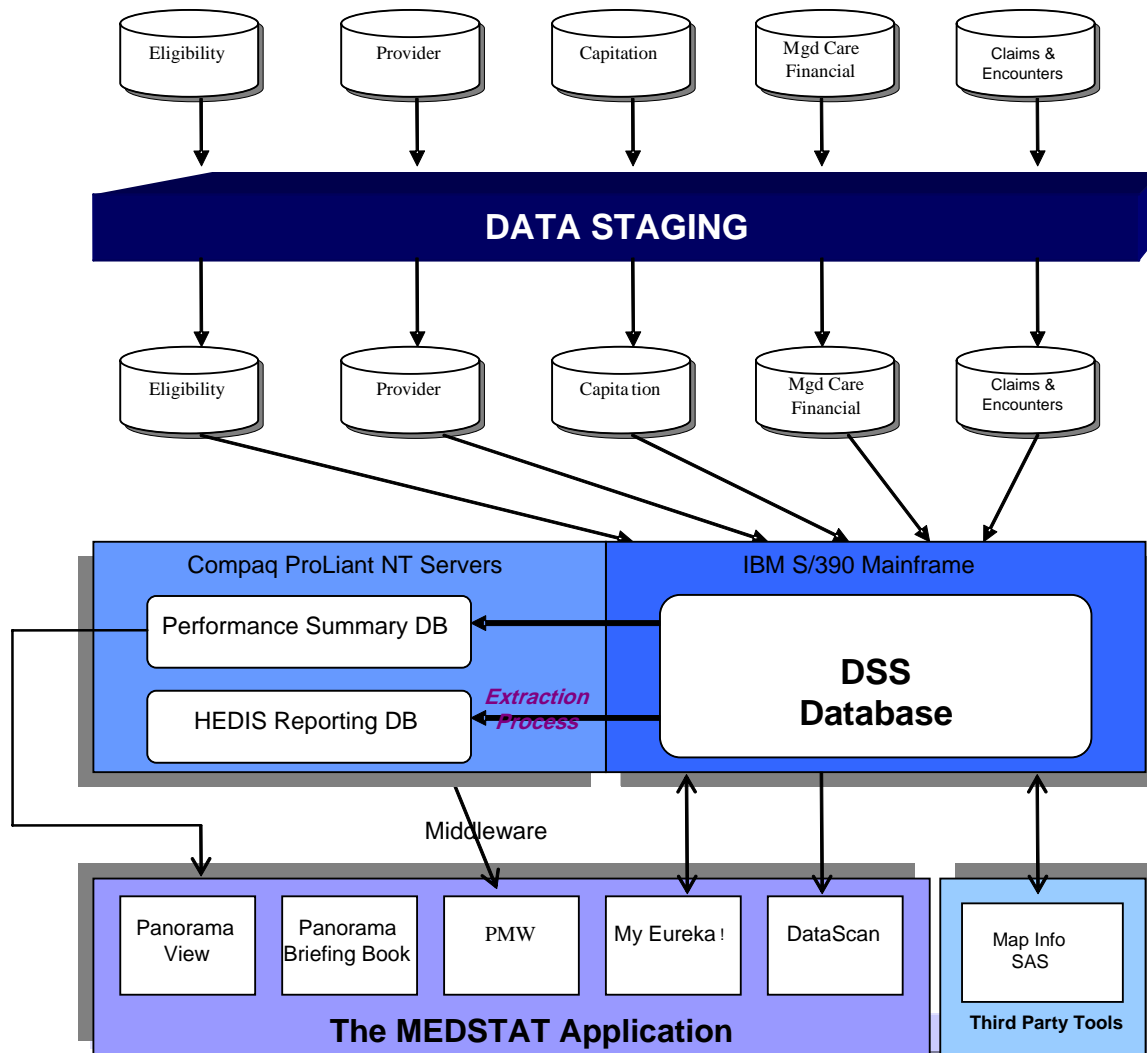 Eligibility
Provider
Capitation
Mgd Care
Financial
Claims &
Encounters
DATA STAGING
Eligibility
Provider
Capitation
Mgd Care
Financial
Claims &
Encounters
Compaq ProLiant NT Servers
IBM S/390 Mainframe
Performance Summary DB
HEDIS Reporting DB
Extraction
Process
DSS
Database
Middleware
Panorama
View
Panorama
Briefing Book
PMW
My Eureka!
DataScan
Map Info
SAS
The MEDSTAT Application
Third Party Tools